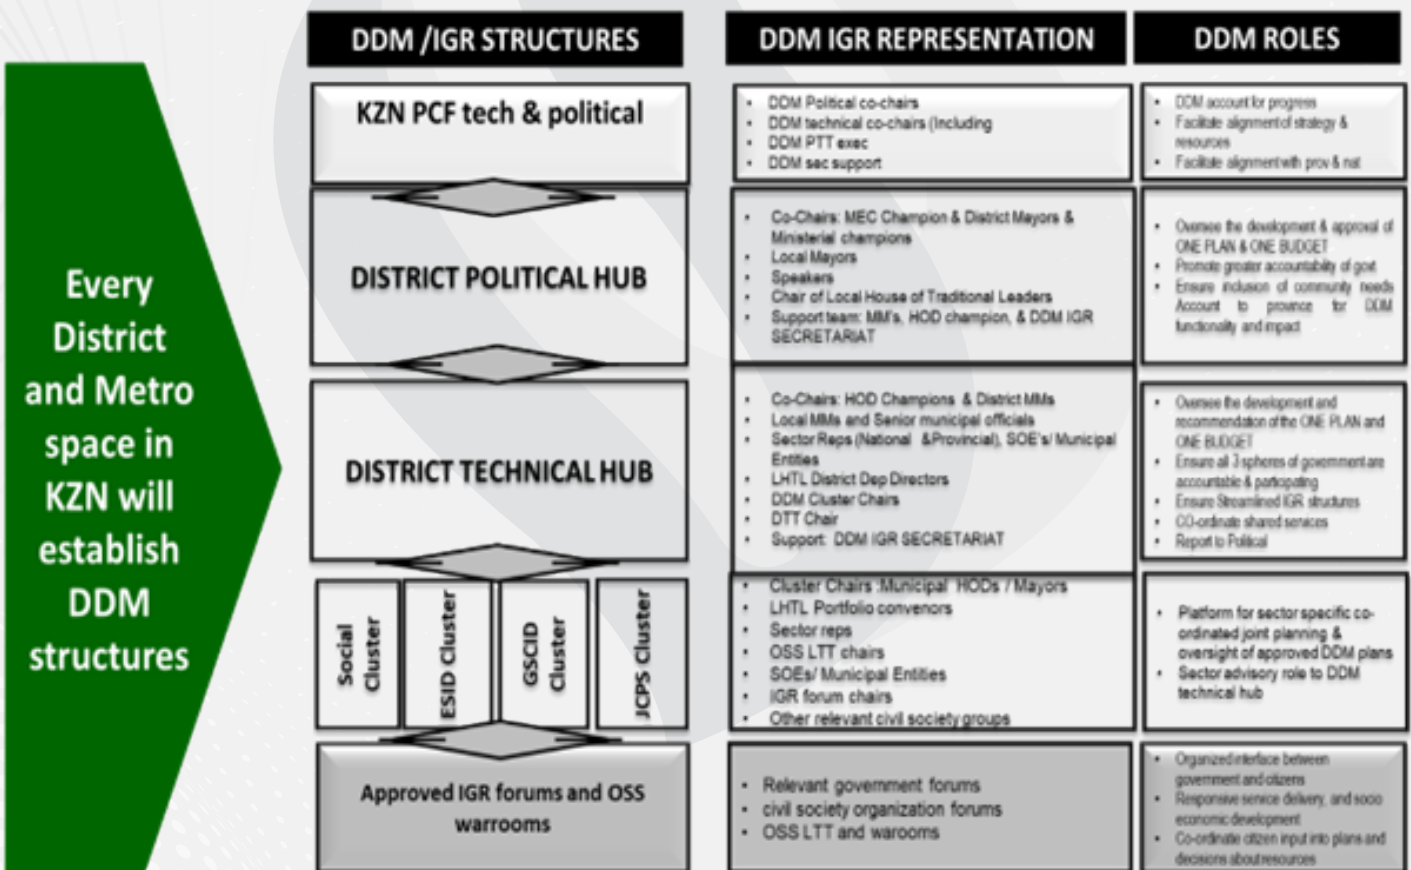 DDM /IGR STRUCTURES
DDM IGR REPRESENTATION
DDM ROLES
Every
District
and Metro
space in
KZN will
establish
DDM
structures
KZN PCF tech & political
• DDM Political co-chairs
• DDM technical co-chairs (Including
• DDM PTT exec
• DDM sec support
• DDM account for progress
• Facilitate alignment of strategy &
resources
• Facilitate alignment with prov & nat
DISTRICT POLITICAL HUB
• Co-Chairs: MEC Champion & District Mayors &
Ministerial champions
• Local Mayors
• Speakers
• Chair of Local House of Traditional Leaders
• Support team: MM's, HOD champion, & DDM IGR
SECRETARIAT
• Oversee the development & approval of
ONE PLAN & ONE BUDGET
• Promote greater accountability of govt
• Ensure inclusion of community needs
Account to province for DDM
functionality and impact
DISTRICT TECHNICAL HUB
• Co-Chairs: HOD Champions & District MMs
• Local MMs and Senior municipal officials
• Sector Reps (National &Provincial), SOE's/ Municipal
Entities
• LHTL District Dep Directors
• DDM Cluster Chairs
• DTT Chair
• Support: DDM IGR SECRETARIAT
• Oversee the development and
recommendation of the ONE PLAN and
ONE BUDGET
• Ensure all 3 spheres of government are
accountable & participating
• Ensure Streamlined IGR structures
• CO-ordinate shared services
• Report to Political
Social
Cluster
ESID Cluster
GSCID
Cluster
JCPS Cluster
• Cluster Chairs :Municipal HODs / Mayors
• LHTL Portfolio convenors
• Sector reps
• OSS LTT chairs
• SOEs/ Municipal Entities
• IGR forum chairs
• Other relevant civil society groups
• Platform for sector specific co-
ordinated joint planning &
oversight of approved DDM plans
• Sector advisory role to DDM
technical hub
Approved IGR forums and OSS
warrooms
• Relevant government forums
• civil society organization forums
• OSS LTT and warooms
• Organized interface between
government and citizens
• Responsive service delivery, and socio
economic development
• Co-ordinate citizen input into plans and
decisions about resources